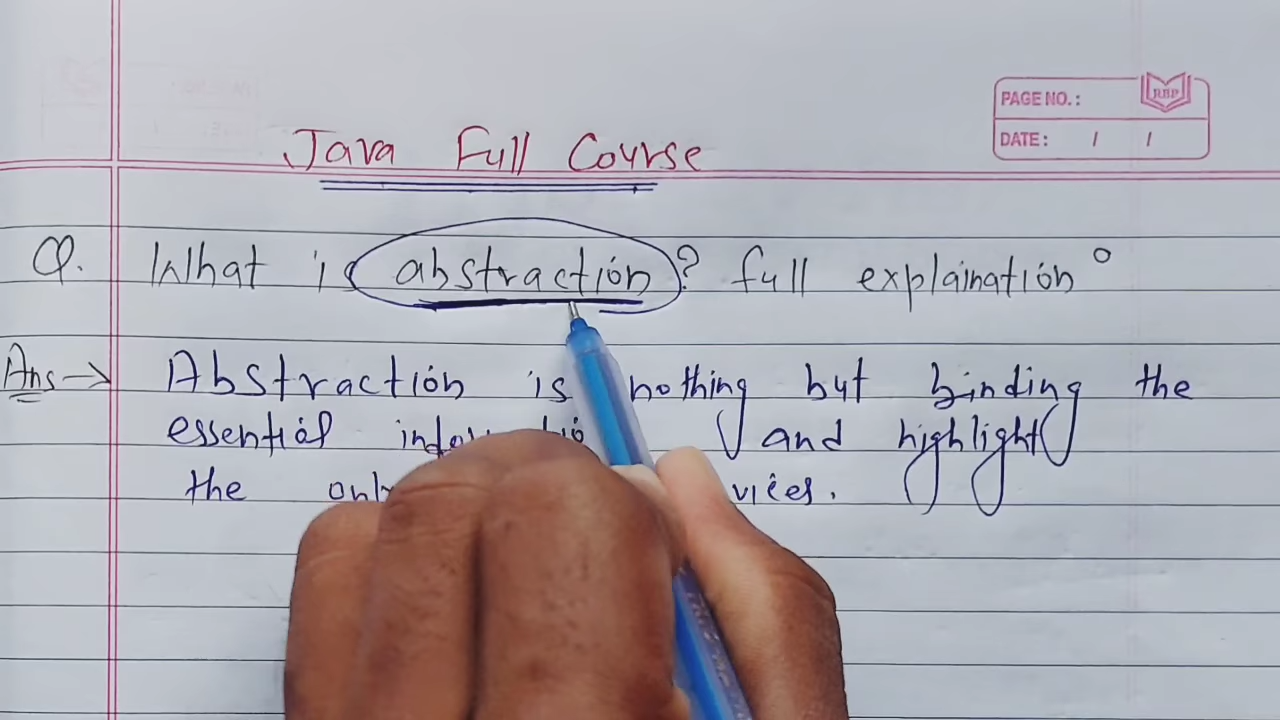 RBP
PAGE NO. :
DATE : / /
Java Full Course
Q. What is abstraction? full explaination
Ans → Abstraction is nothing but binding the
essential and highlight
the